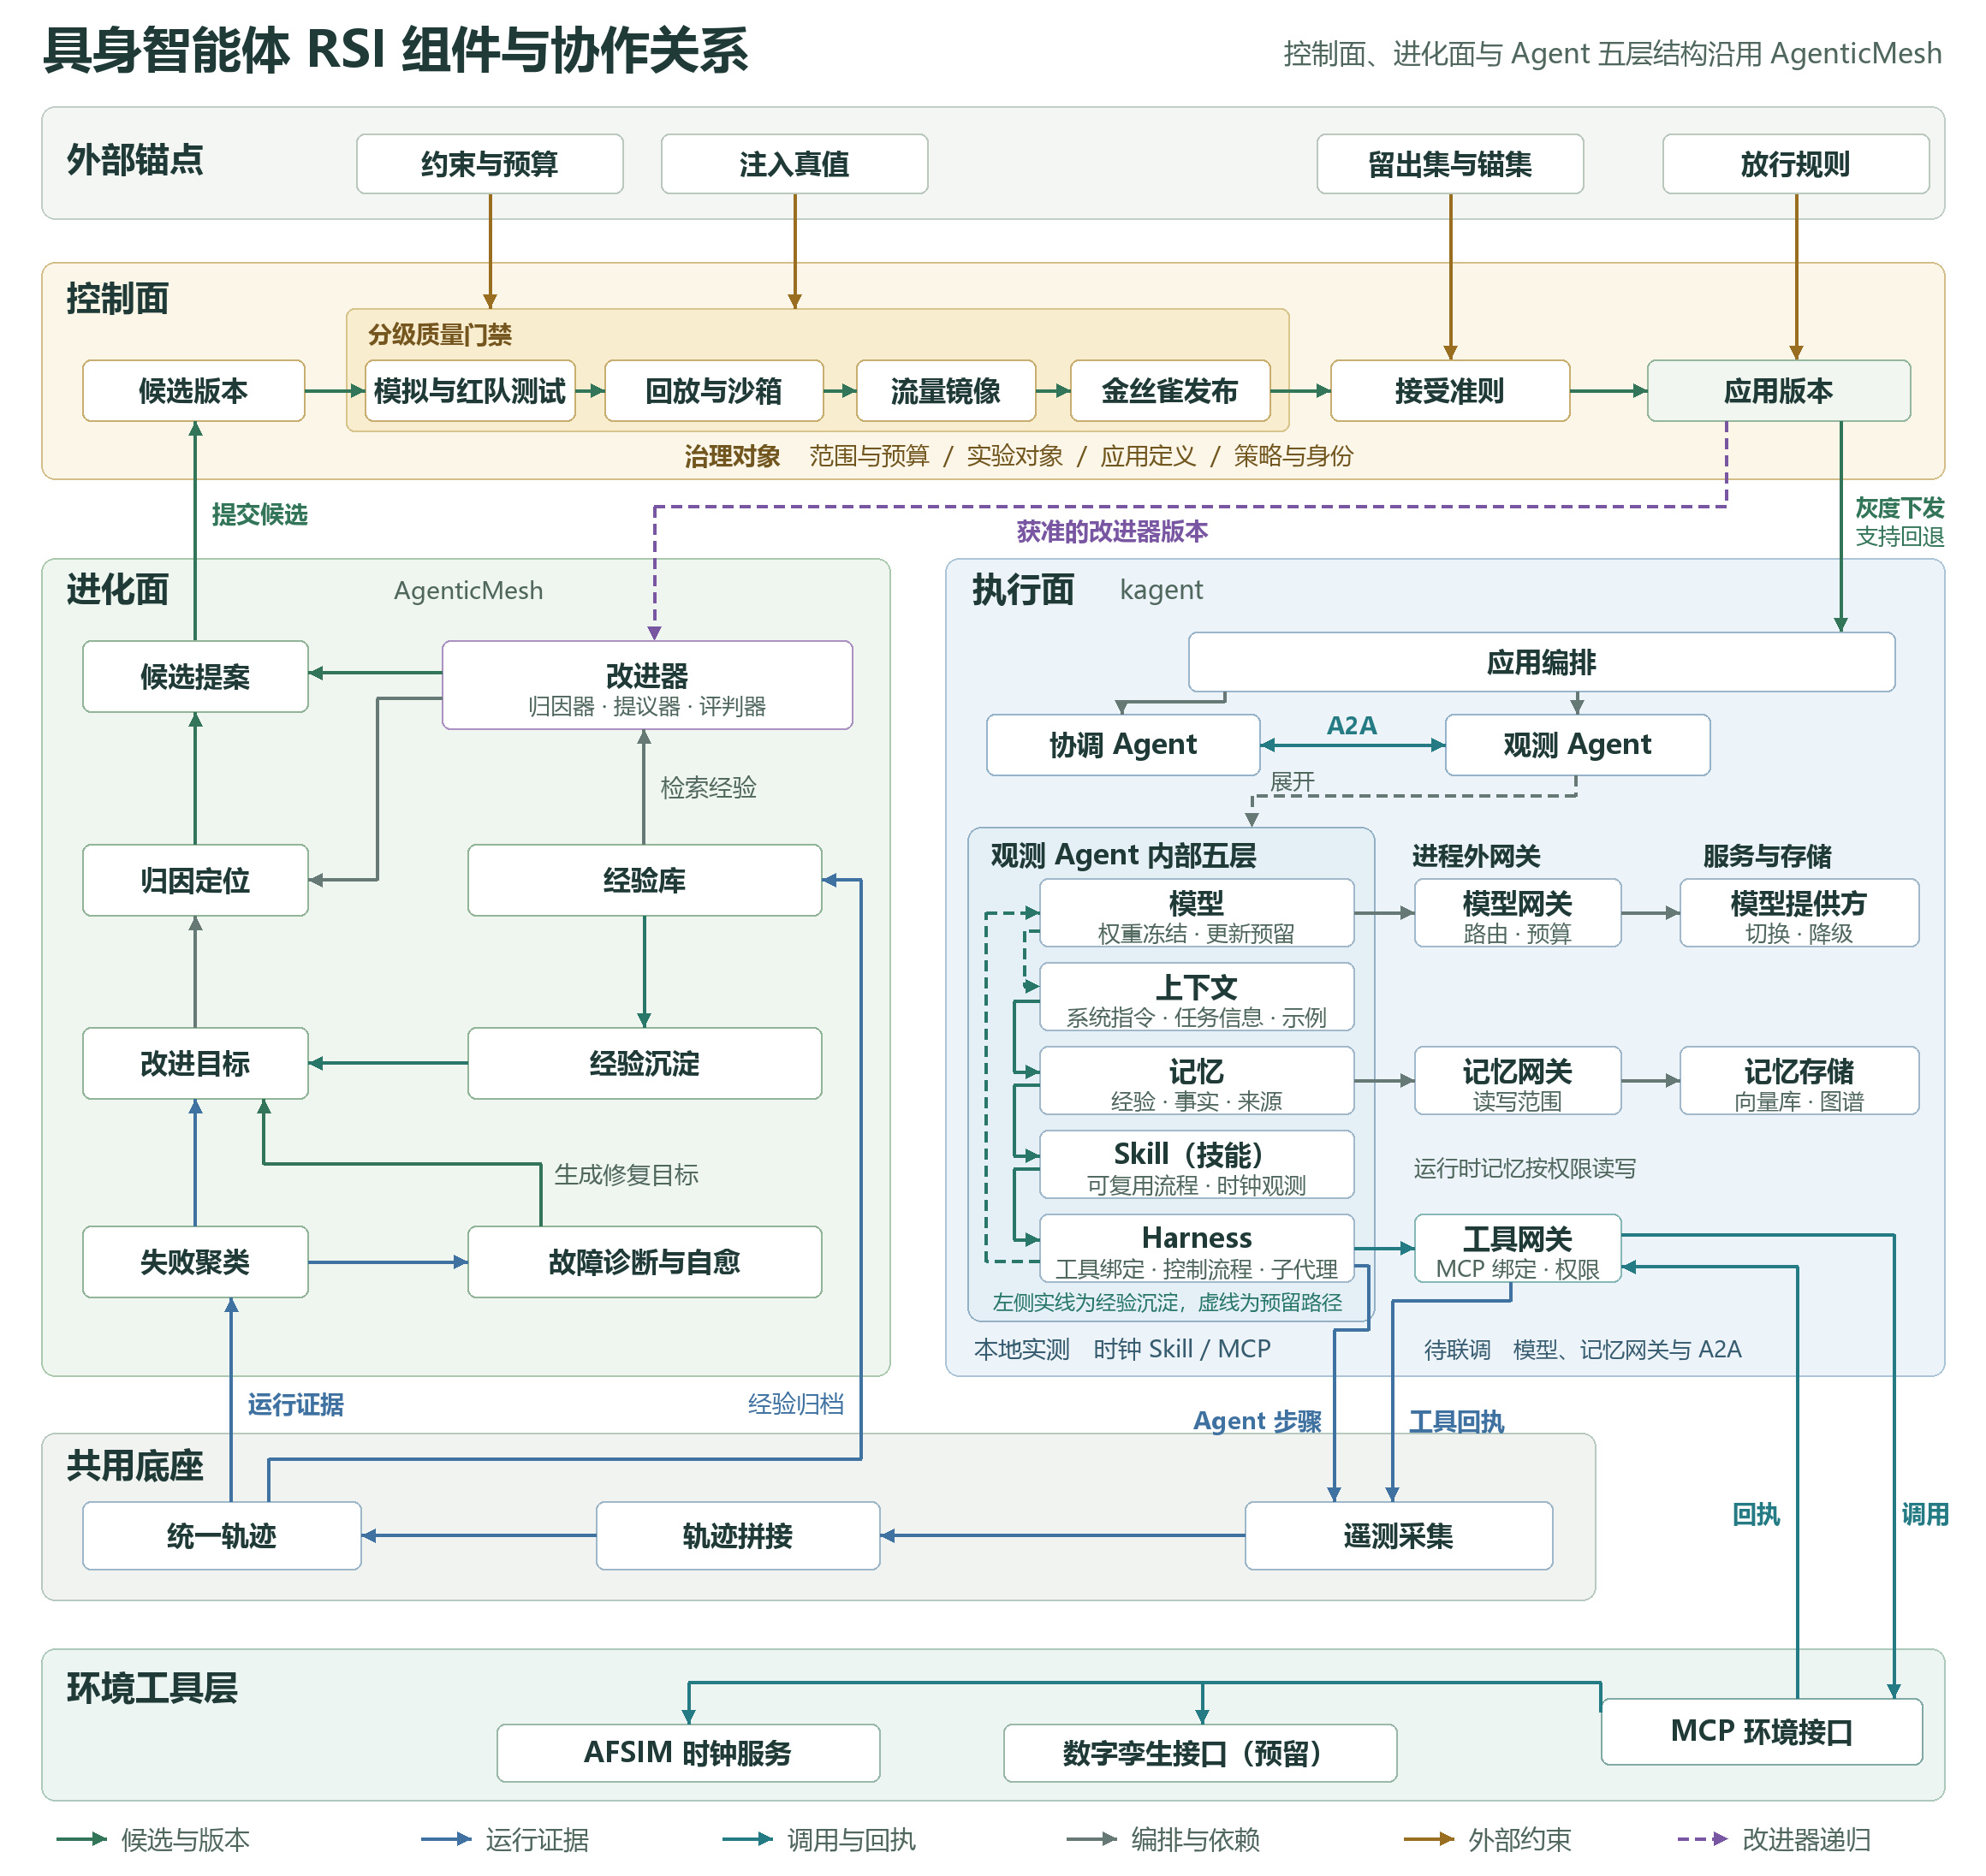 具身智能体 RSI 组件与协作关系
控制面、进化面与 Agent 五层结构沿用 AgenticMesh
外部锚点
约束与预算
注入真值
留出集与锚集
放行规则
控制面
分级质量门禁
候选版本
模拟与红队测试
回放与沙箱
流量镜像
金丝雀发布
接受准则
应用版本
治理对象 范围与预算 / 实验对象 / 应用定义 / 策略与身份
提交候选
获准的改进器版本
灰度下发
支持回退
进化面
AgenticMesh
候选提案
改进器
归因器 · 提议器 · 评判器
检索经验
归因定位
经验库
改进目标
经验沉淀
生成修复目标
失败聚类
故障诊断与自愈
执行面
kagent
应用编排
协调 Agent
A2A
观测 Agent
展开
观测 Agent 内部五层
进程外网关
服务与存储
模型
权重冻结 · 更新预留
模型网关
路由 · 预算
模型提供方
切换 · 降级
上下文
系统指令 · 任务信息 · 示例
记忆
经验 · 事实 · 来源
记忆网关
读写范围
记忆存储
向量库 · 图谱
Skill（技能）
可复用流程 · 时钟观测
运行时记忆按权限读写
Harness
工具绑定 · 控制流程 · 子代理
工具网关
MCP 绑定 · 权限
左侧实线为经验沉淀，虚线为预留路径
本地实测 时钟 Skill / MCP
待联调 模型、记忆网关与 A2A
运行证据
经验归档
Agent 步骤
工具回执
共用底座
统一轨迹
轨迹拼接
遥测采集
回执
调用
环境工具层
AFSIM 时钟服务
数字孪生接口（预留）
MCP 环境接口
候选与版本
运行证据
调用与回执
编排与依赖
外部约束
改进器递归